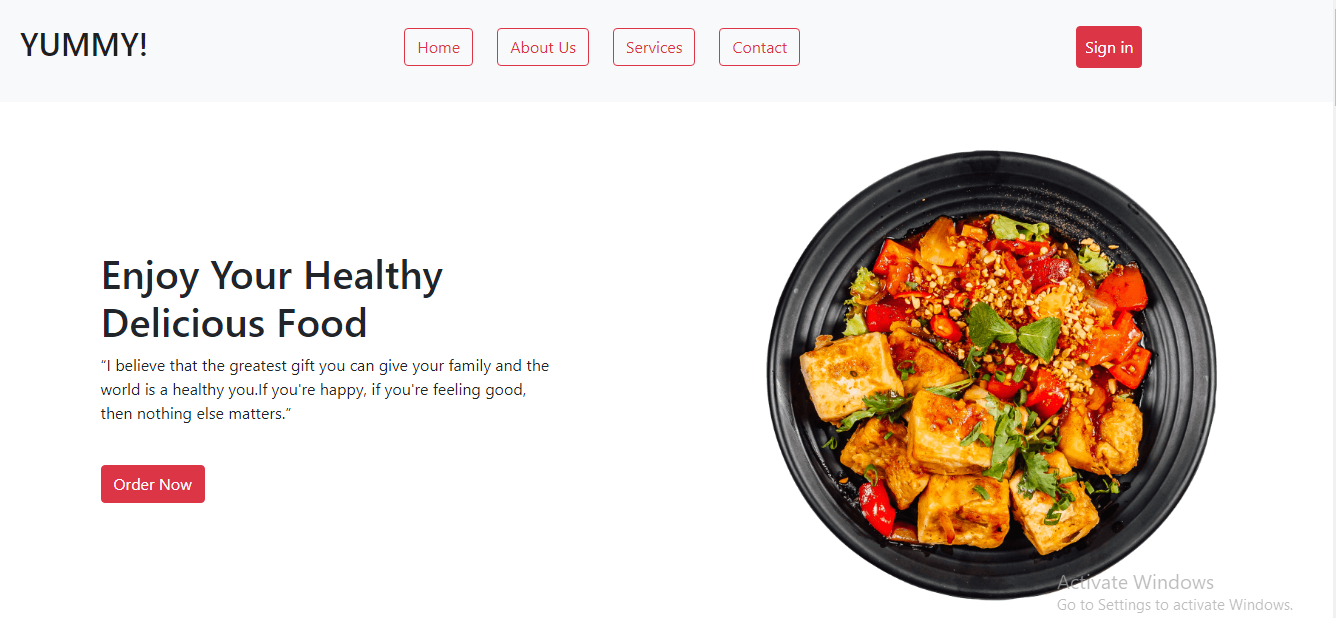 YUMMY!
Home
About Us
Services
Contact
Sign in
Enjoy Your Healthy
Delicious Food
“I believe that the greatest gift you can give your family and the
world is a healthy you.If you're happy, if you're feeling good,
then nothing else matters.”
Order Now
Activate Windows
Go to Settings to activate Windows.